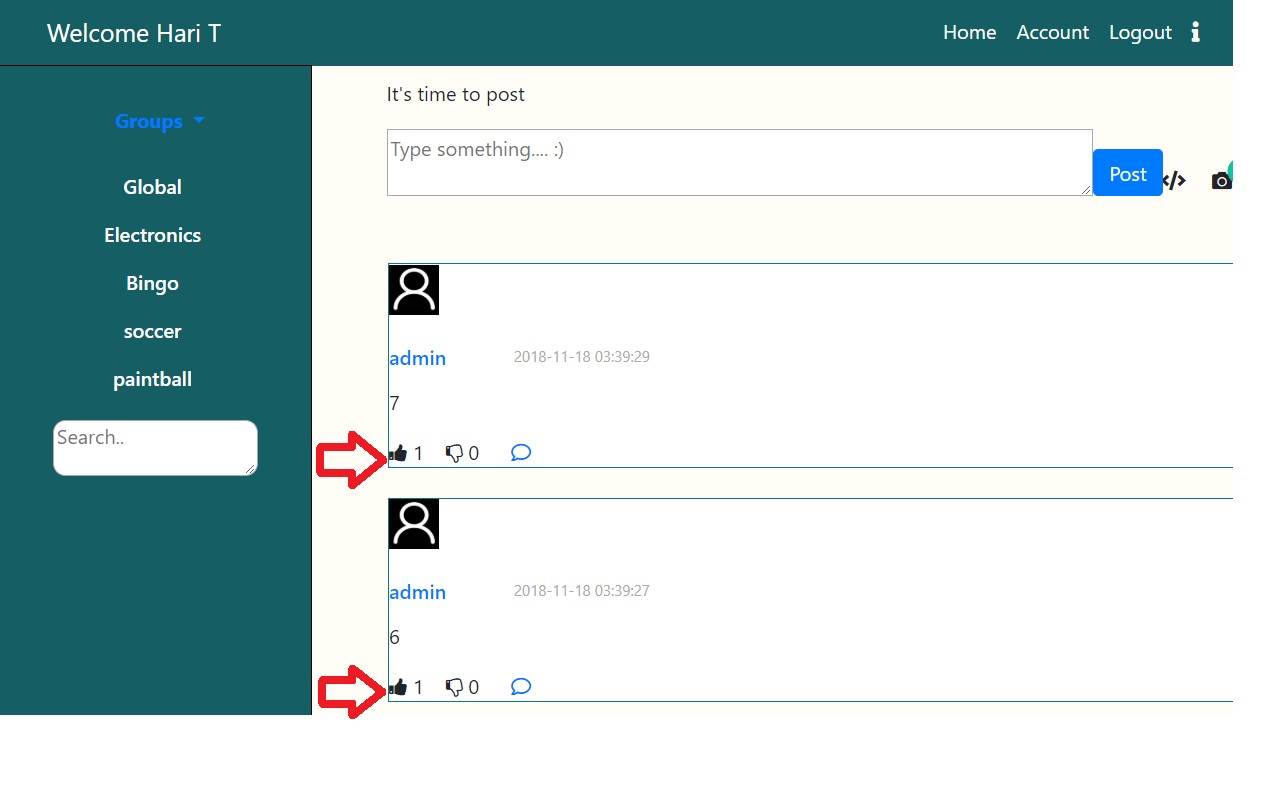 Welcome Hari T
Home Account Logout
Groups
Global
Electronics
Bingo
soccer
paintball
Search..
It's time to post
Type something.... :)
Post
</>
admin 2018-11-18 03:39:29
7
1 0
admin 2018-11-18 03:39:27
6
1 0